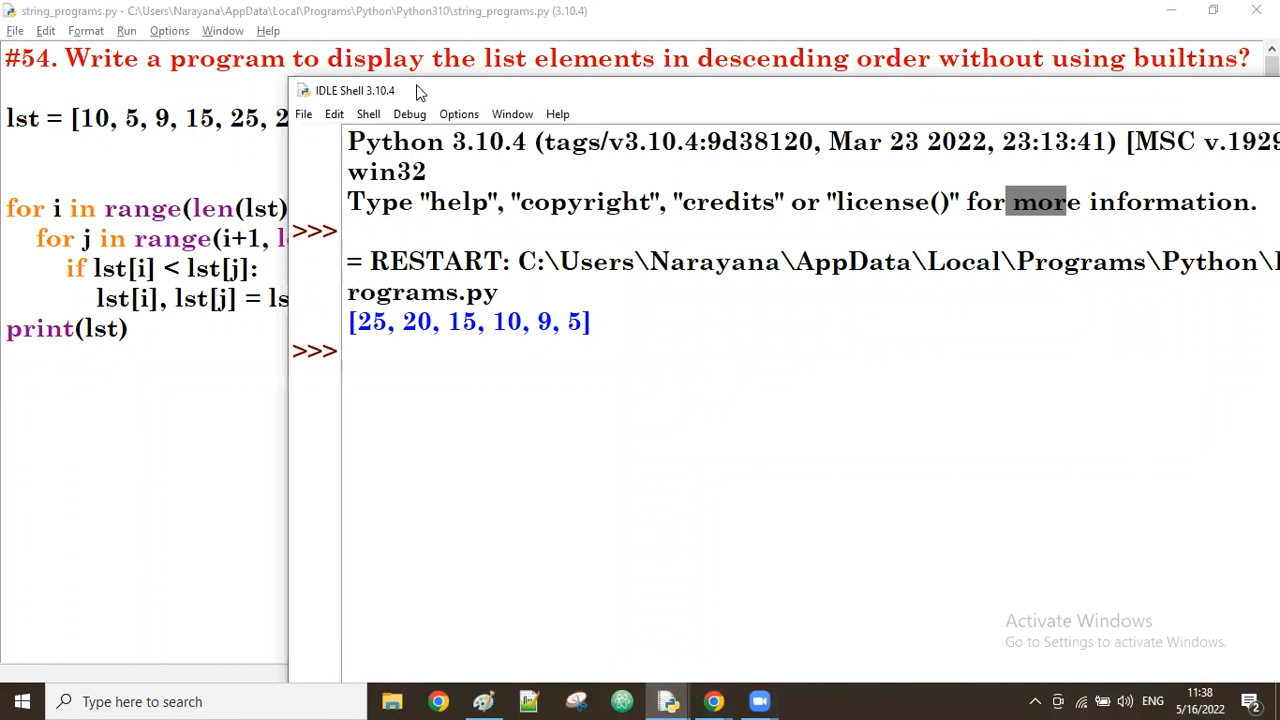 string_programs.py - C:\Users\Narayana\AppData\Local\Programs\Python\Python310\string_programs.py (3.10.4)
File Edit Format Run Options Window Help
#54. Write a program to display the list elements in descending order without using builtins?
lst = [10, 5, 9, 15, 25, 2
for i in range(len(lst)
for j in range(i+1, l
if lst[i] < lst[j]:
lst[i], lst[j] = ls
print(lst)
IDLE Shell 3.10.4
File Edit Shell Debug Options Window Help
Python 3.10.4 (tags/v3.10.4:9d38120, Mar 23 2022, 23:13:41) [MSC v.1929
win32
Type "help", "copyright", "credits" or "license()" for more information.
>>>
= RESTART: C:\Users\Narayana\AppData\Local\Programs\Python\
rograms.py
[25, 20, 15, 10, 9, 5]
>>>
Activate Windows
Go to Settings to activate Windows.
Type here to search
ENG
11:38
5/16/2022
2